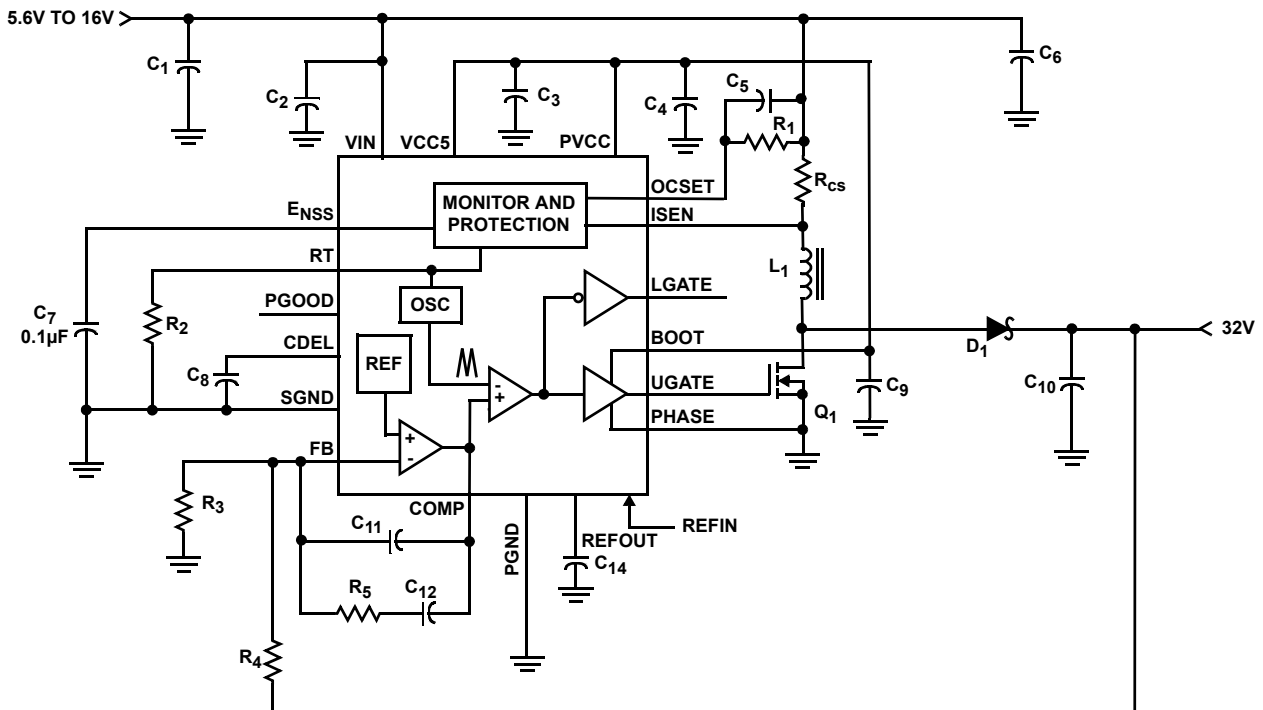 5.6V TO 16V
C1
C2
C3
C4
C5
C6
R1
VIN
VCC5
PVCC
RCS
OCSET
MONITOR AND
PROTECTION
ISEN
ENSS
RT
L1
LGATE
PGOOD
OSC
C7
0.1µF
R2
CDEL
BOOT
32V
D1
REF
C8
UGATE
C9
C10
SGND
-
+
Q1
PHASE
FB
+
-
R3
COMP
C11
REFIN
REFOUT
PGND
C14
R5
C12
R4